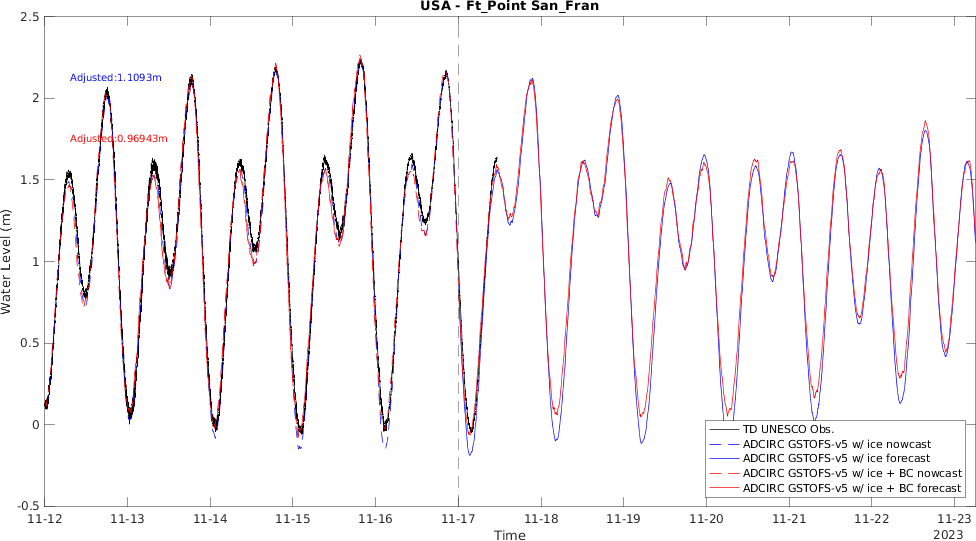 USA - Ft_Point San_Fran
2.5
2
1.5
1
0.5
0
-0.5
Water Level (m)
Adjusted:1.1093m
Adjusted:0.96943m
TD UNESCO Obs.
ADCIRC GSTOFS-v5 w/ ice nowcast
ADCIRC GSTOFS-v5 w/ ice forecast
ADCIRC GSTOFS-v5 w/ ice + BC nowcast
ADCIRC GSTOFS-v5 w/ ice + BC forecast
11-12 11-13 11-14 11-15 11-16 11-17 11-18 11-19 11-20 11-21 11-22 11-23
Time
2023